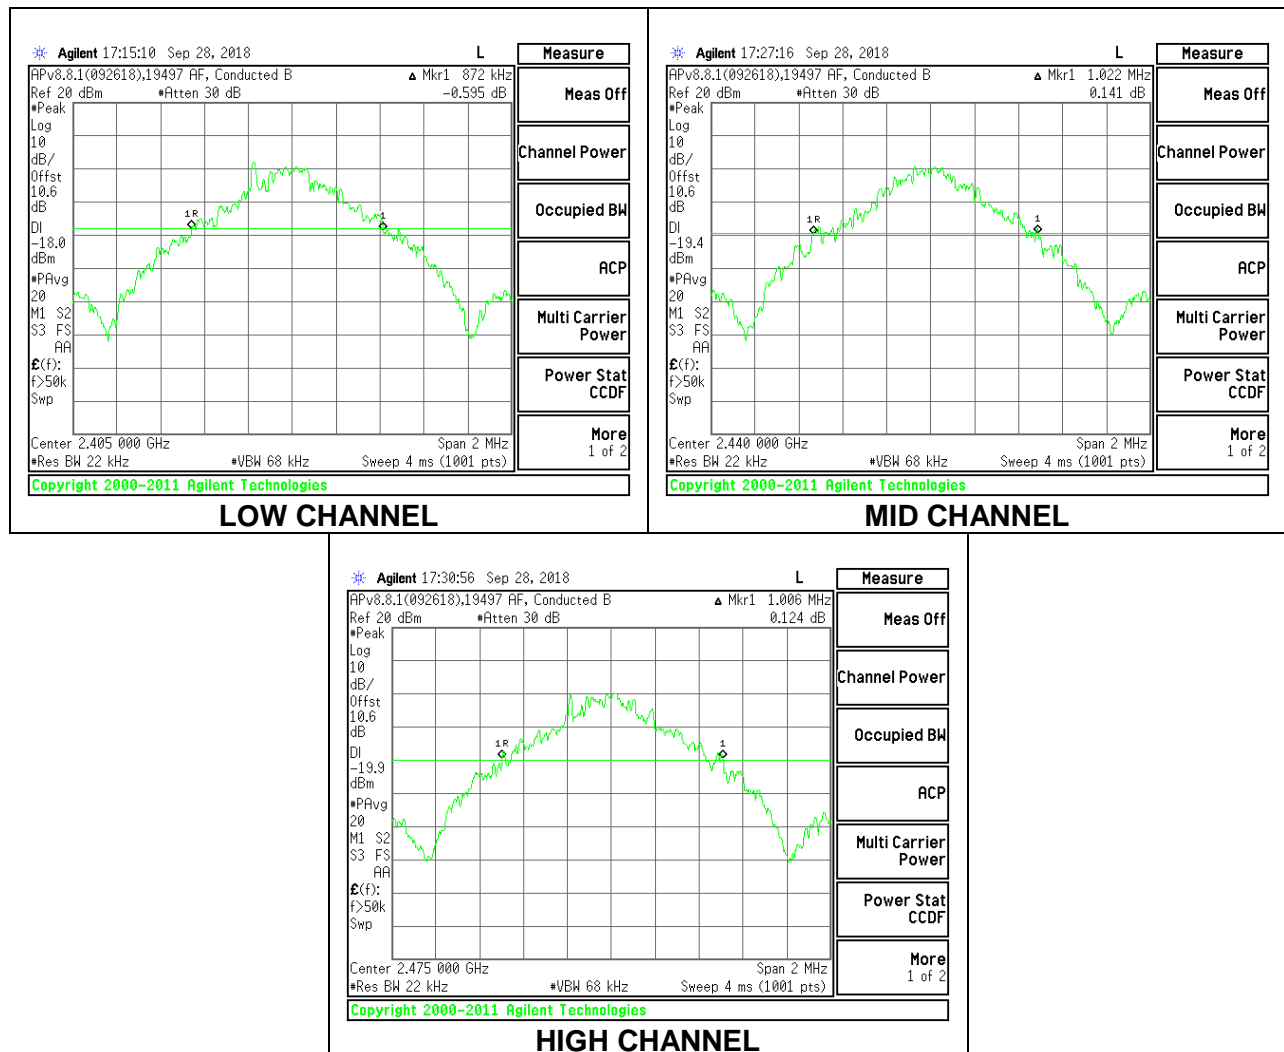 Agilent 17:15:10 Sep 28, 2018 L Measure
APv8.8.1(092618),19497 AF, Conducted B ▲ Mkr1 872 kHz
Ref 20 dBm #Atten 30 dB -0.595 dB
Meas Off
#Peak
Log
10
dB/
Offst
10.6
dB
DI
-18.0
dBm
#PAvg
20
M1 S2
S3 FS
AA
£(f):
f>50k
Swp
1R
1
Channel Power
Occupied BW
ACP
Multi Carrier
Power
Power Stat
CCDF
More
1 of 2
Center 2.405 000 GHz Span 2 MHz
#Res BW 22 kHz #VBW 68 kHz Sweep 4 ms (1001 pts)
Copyright 2000-2011 Agilent Technologies
LOW CHANNEL
Agilent 17:27:16 Sep 28, 2018 L Measure
APv8.8.1(092618),19497 AF, Conducted B ▲ Mkr1 1.022 MHz
Ref 20 dBm #Atten 30 dB 0.141 dB
Meas Off
#Peak
Log
10
dB/
Offst
10.6
dB
DI
-19.4
dBm
#PAvg
20
M1 S2
S3 FS
AA
£(f):
f>50k
Swp
1R
1
Channel Power
Occupied BW
ACP
Multi Carrier
Power
Power Stat
CCDF
More
1 of 2
Center 2.440 000 GHz Span 2 MHz
#Res BW 22 kHz #VBW 68 kHz Sweep 4 ms (1001 pts)
Copyright 2000-2011 Agilent Technologies
MID CHANNEL
Agilent 17:30:56 Sep 28, 2018 L Measure
APv8.8.1(092618),19497 AF, Conducted B ▲ Mkr1 1.006 MHz
Ref 20 dBm #Atten 30 dB 0.124 dB
Meas Off
#Peak
Log
10
dB/
Offst
10.6
dB
DI
-19.9
dBm
#PAvg
20
M1 S2
S3 FS
AA
£(f):
f>50k
Swp
1R
1
Channel Power
Occupied BW
ACP
Multi Carrier
Power
Power Stat
CCDF
More
1 of 2
Center 2.475 000 GHz Span 2 MHz
#Res BW 22 kHz #VBW 68 kHz Sweep 4 ms (1001 pts)
Copyright 2000-2011 Agilent Technologies
HIGH CHANNEL